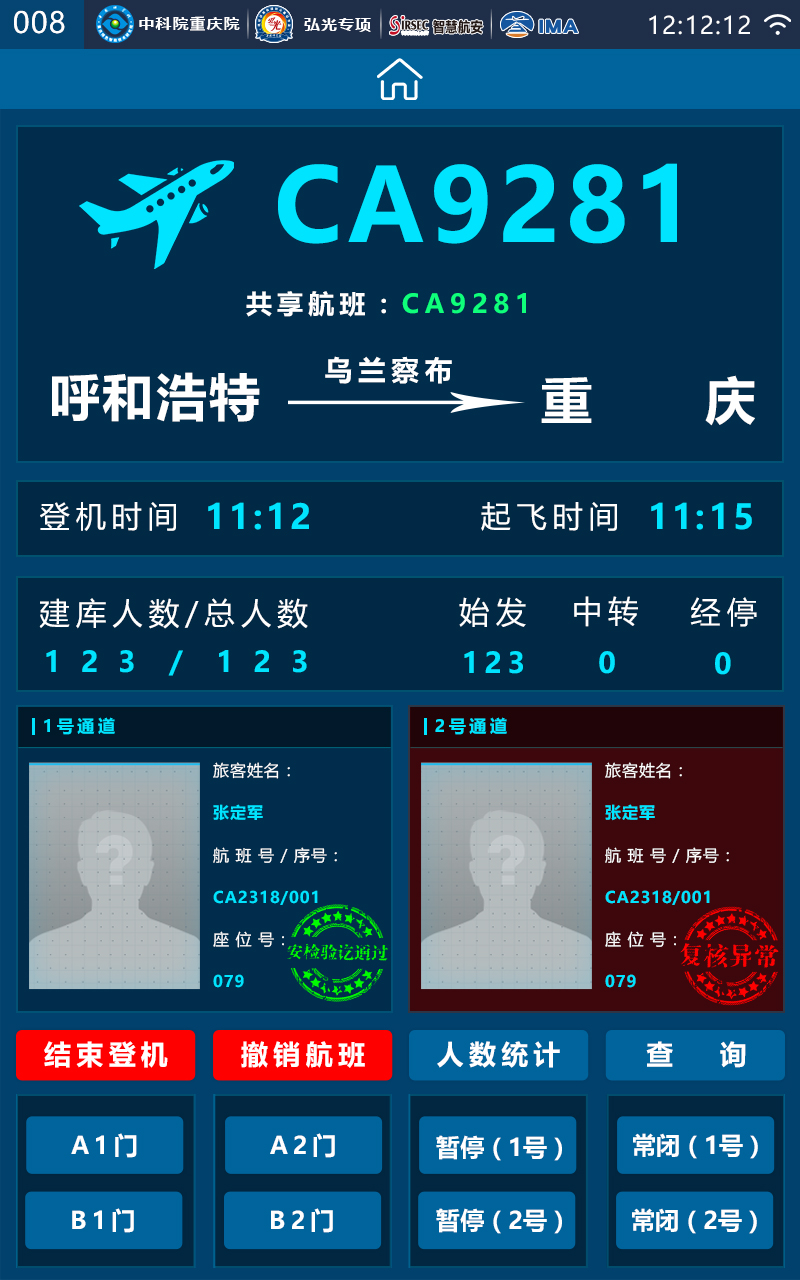 008 中科院重庆院 弘光专项 SiRSEC 智慧航安 IMA 12:12:12
CA9281
共享航班：CA9281
呼和浩特 乌兰察布 重 庆
登机时间 11:12 起飞时间 11:15
建库人数/总人数 始发 中转 经停
1 2 3 / 1 2 3 123 0 0
1号通道
旅客姓名：
张定军
航 班 号 / 序号：
CA2318/001
座 位 号：
079
安检验讫通过
2号通道
旅客姓名：
张定军
航 班 号 / 序号：
CA2318/001
座 位 号：
079
复核异常
结束登机 撤销航班 人数统计 查 询
A1门 A2门 暂停（1号） 常闭（1号）
B1门 B2门 暂停（2号） 常闭（2号）